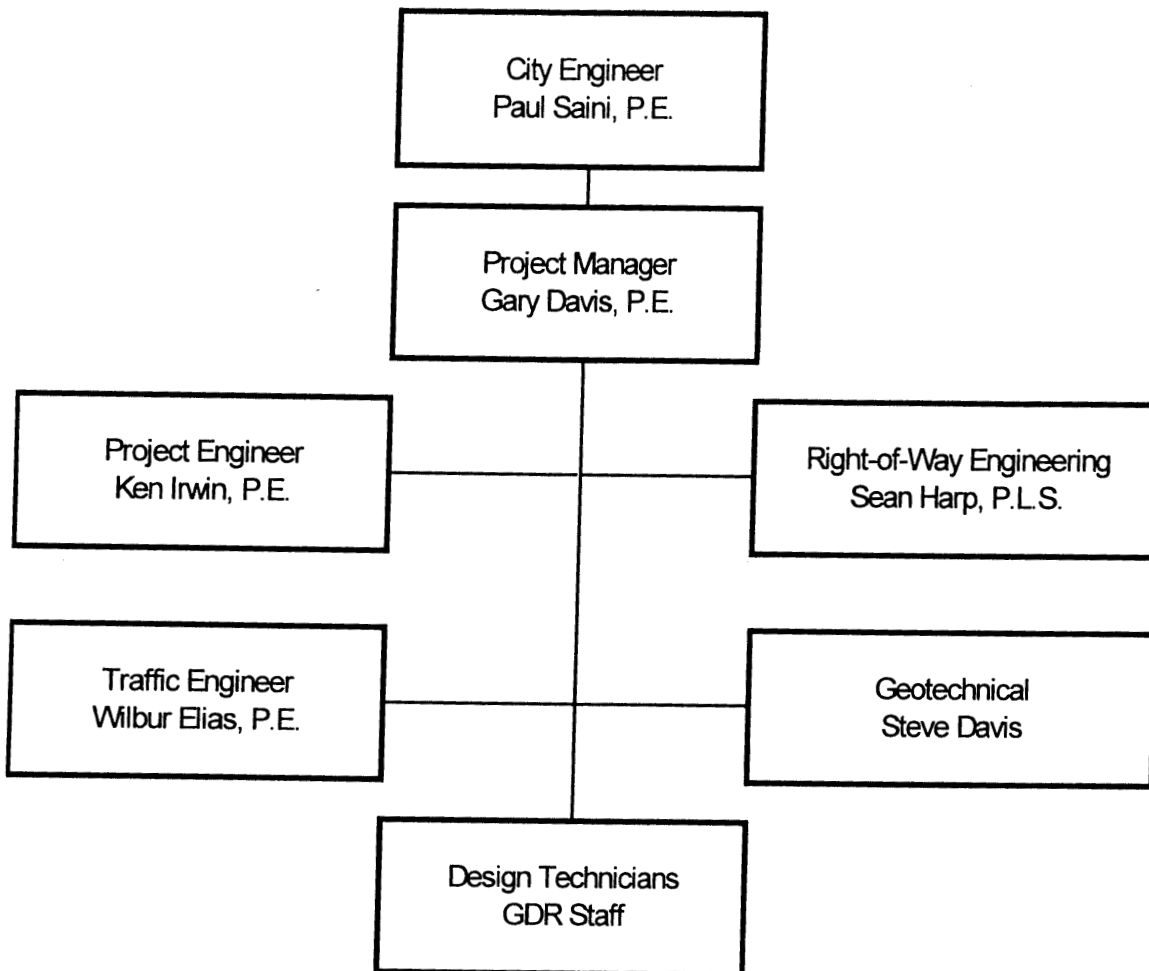 City Engineer
Paul Saini, P.E.
Project Manager
Gary Davis, P.E.
Project Engineer
Ken Irwin, P.E.
Right-of-Way Engineering
Sean Harp, P.L.S.
Traffic Engineer
Wilbur Elias, P.E.
Geotechnical
Steve Davis
Design Technicians
GDR Staff